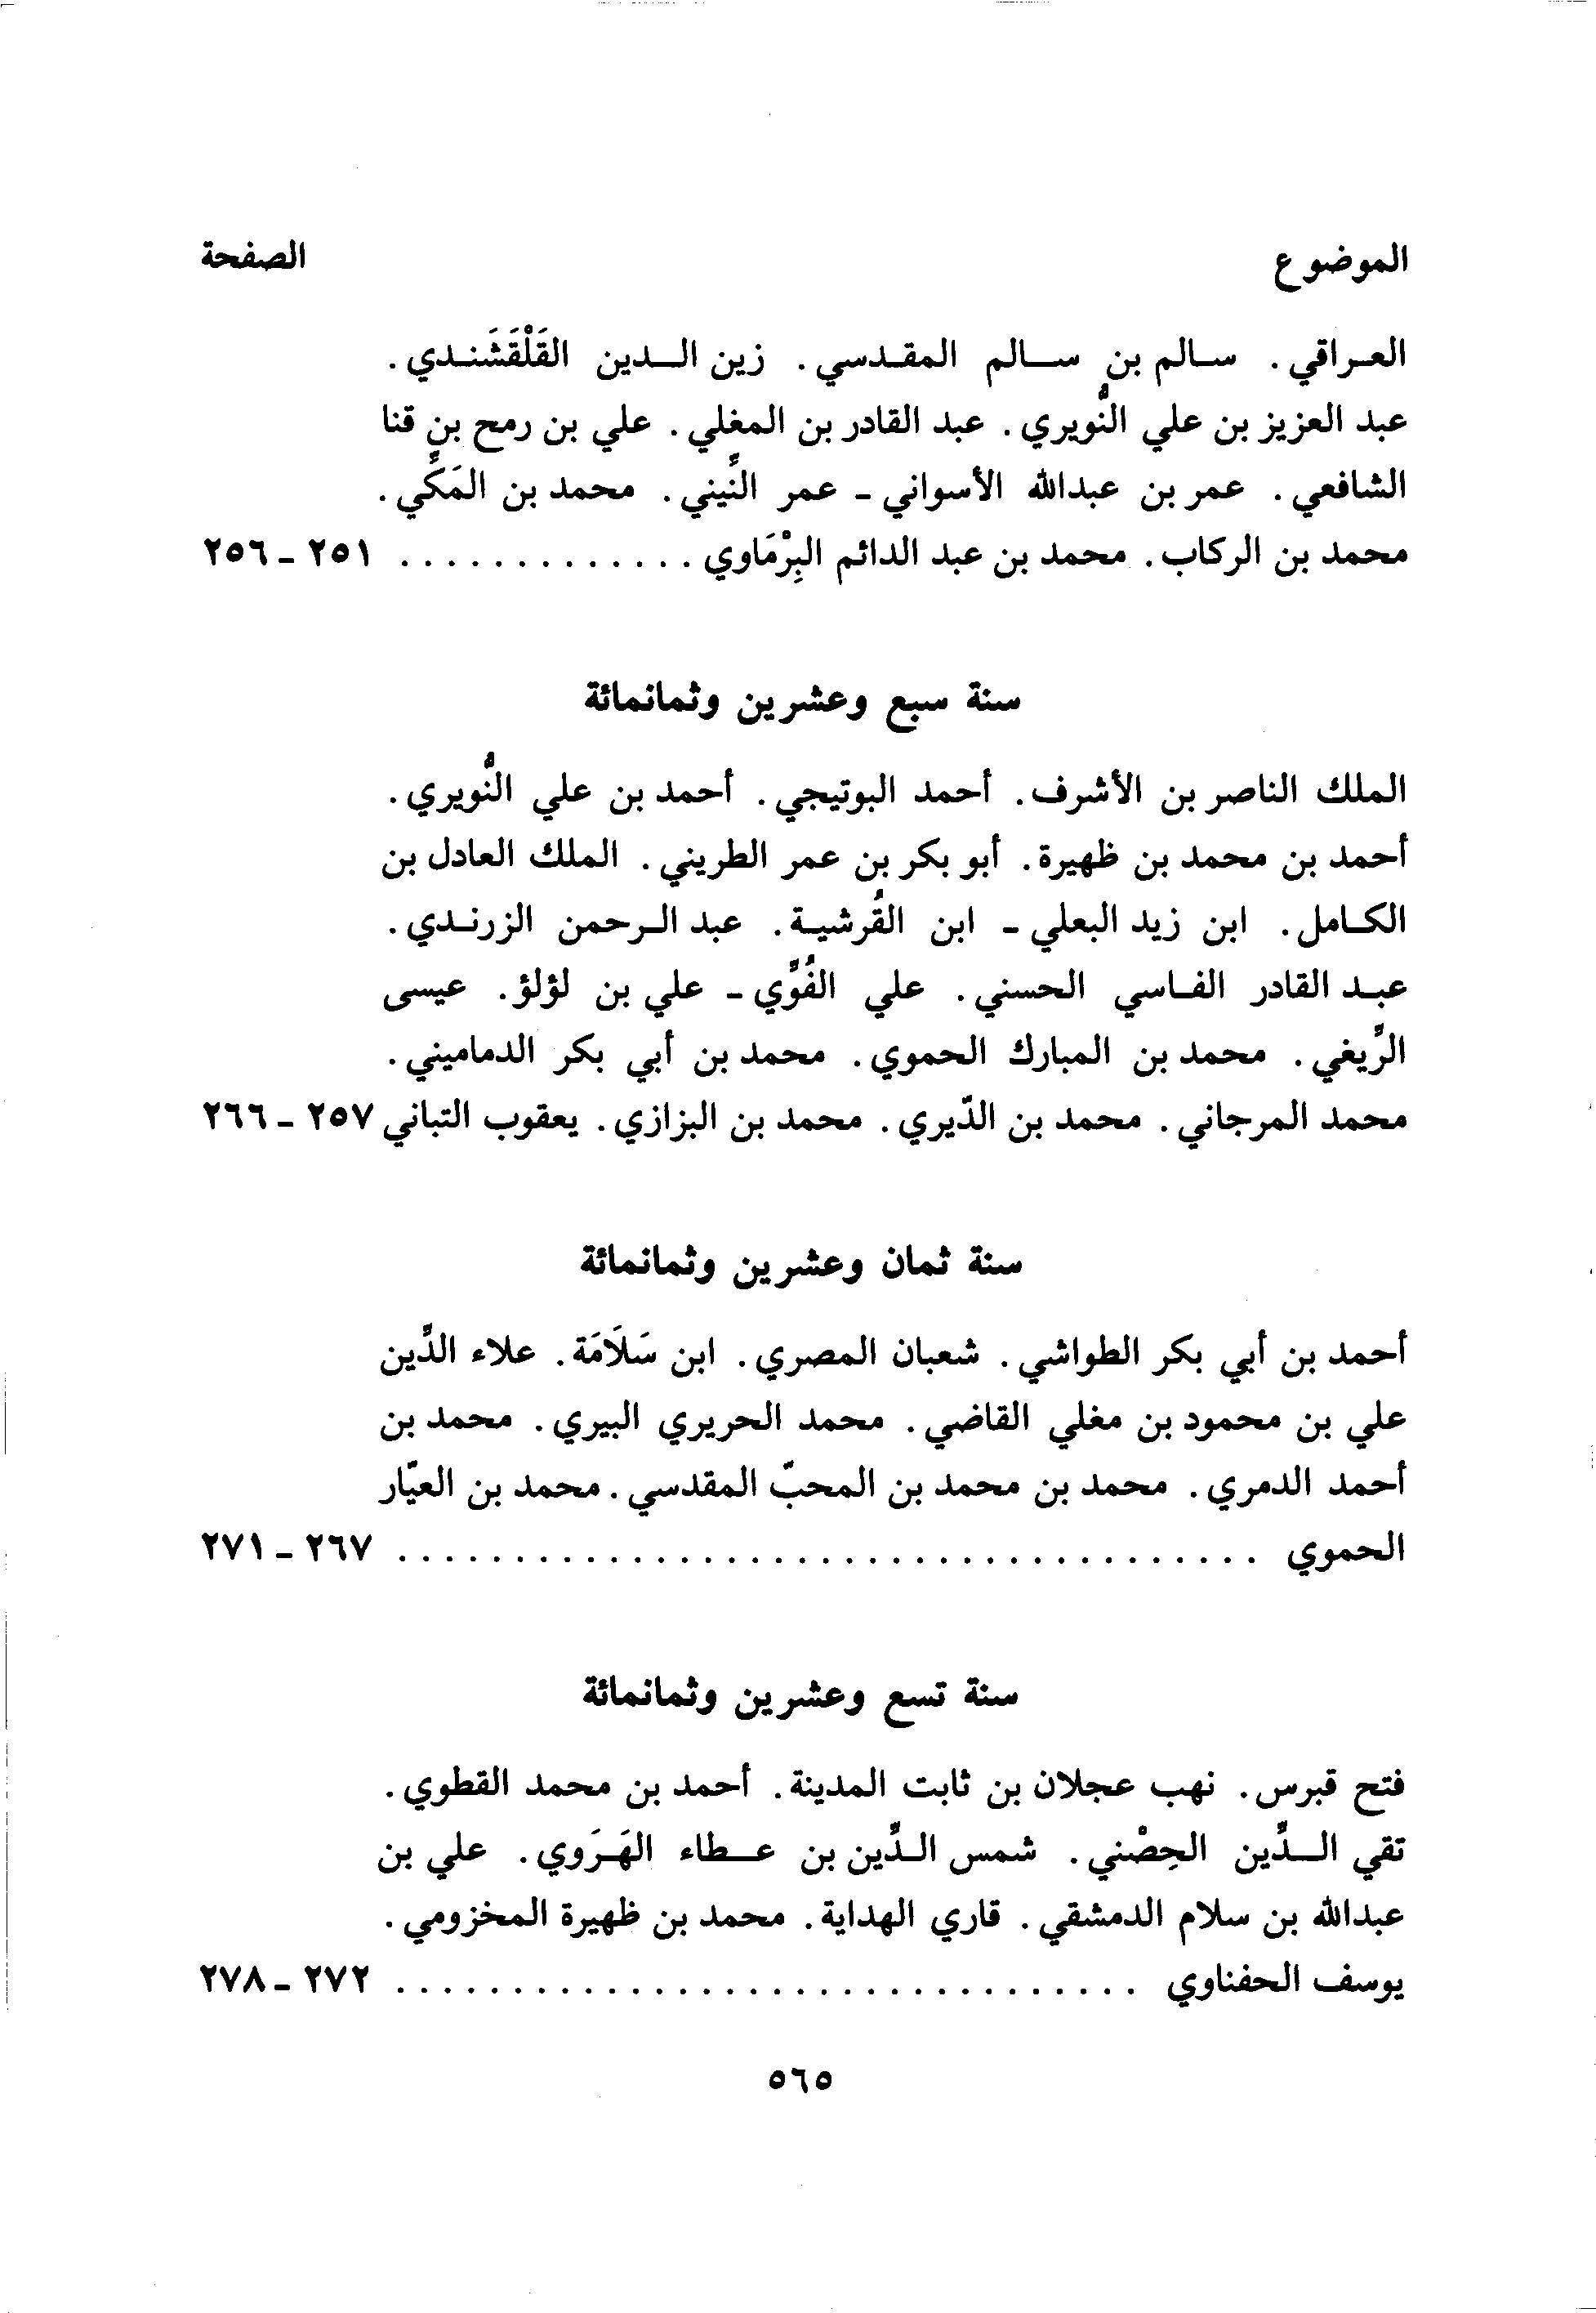 الموضوع الصفحة
العراقي. سالم بن سالم المقدسي. زين الدين القَلْقَشَندي.
عبد العزيز بن علي النُّويري. عبد القادر بن المغلي. علي بن رمح بن قنا
الشافعي. عمر بن عبدالله الأسواني - عمر النِّيني. محمد بن المَكِّي.
محمد بن الركاب. محمد بن عبد الدائم البِرْمَاوي ............. ٢٥١ - ٢٥٦
سنة سبع وعشرين وثمانمائة
الملك الناصر بن الأشرف. أحمد البوتيجي. أحمد بن علي النُّويري.
أحمد بن محمد بن ظهيرة. أبو بكر بن عمر الطريني. الملك العادل بن
الكامل. ابن زيد البعلي - ابن القُرشية. عبد الرحمن الزرندي.
عبد القادر الفاسي الحسني. علي الفُوِّي - علي بن لؤلؤ. عيسى
الرِّيغي. محمد بن المبارك الحموي. محمد بن أبي بكر الدماميني.
محمد المرجاني. محمد بن الدّيري. محمد بن البزازي. يعقوب التباني ٢٥٧ - ٢٦٦
سنة ثمان وعشرين وثمانمائة
أحمد بن أبي بكر الطواشي. شعبان المصري. ابن سَلاَمَة. علاء الدِّين
علي بن محمود بن مغلي القاضي. محمد الحريري البيري. محمد بن
أحمد الدمري. محمد بن محمد بن المحبّ المقدسي. محمد بن العيّار
الحموي ..................................... ٢٦٧ - ٢٧١
سنة تسع وعشرين وثمانمائة
فتح قبرس. نهب عجلان بن ثابت المدينة. أحمد بن محمد القطوي.
تقي الدِّين الحِصْني. شمس الدِّين بن عطاء الهَرَوي. علي بن
عبدالله بن سلام الدمشقي. قاري الهداية. محمد بن ظهيرة المخزومي.
يوسف الحفناوي ................................ ٢٧٢ - ٢٧٨
٥٦٥